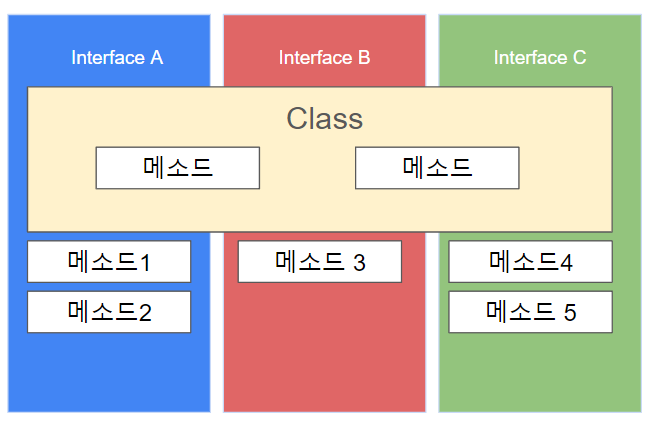 Interface A
Interface B
Interface C
Class
메소드
메소드
메소드1
메소드 3
메소드4
메소드2
메소드 5